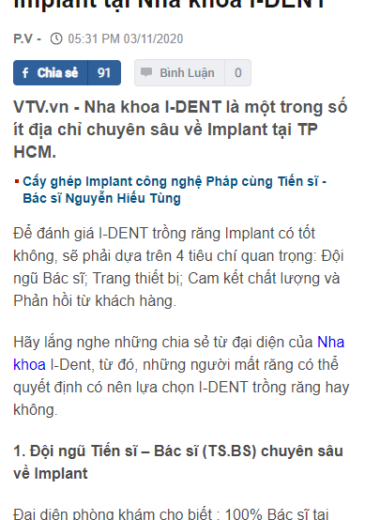 Implant tại Nha khoa I-DENT
P.V - 05:31 PM 03/11/2020
f Chia sẻ 91 Bình Luận 0
VTV.vn - Nha khoa I-DENT là một trong số
ít địa chỉ chuyên sâu về Implant tại TP
HCM.
Cấy ghép Implant công nghệ Pháp cùng Tiến sĩ -
Bác sĩ Nguyễn Hiếu Tùng
Để đánh giá I-DENT trồng răng Implant có tốt
không, sẽ phải dựa trên 4 tiêu chí quan trọng: Đội
ngũ Bác sĩ; Trang thiết bị; Cam kết chất lượng và
Phản hồi từ khách hàng.
Hãy lắng nghe những chia sẻ từ đại diện của Nha
khoa I-Dent, từ đó, những người mất răng có thể
quyết định có nên lựa chọn I-DENT trồng răng hay
không.
1. Đội ngũ Tiến sĩ – Bác sĩ (TS.BS) chuyên sâu
về Implant
Đại diện phòng khám cho biết : 100% Bác sĩ tại